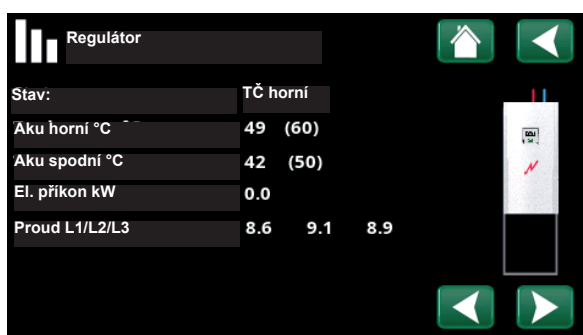 Regulátor
Stav: TČ horní
Aku horní °C 49 (60)
Aku spodní °C 42 (50)
El. příkon kW 0.0
Proud L1/L2/L3 8.6 9.1 8.9